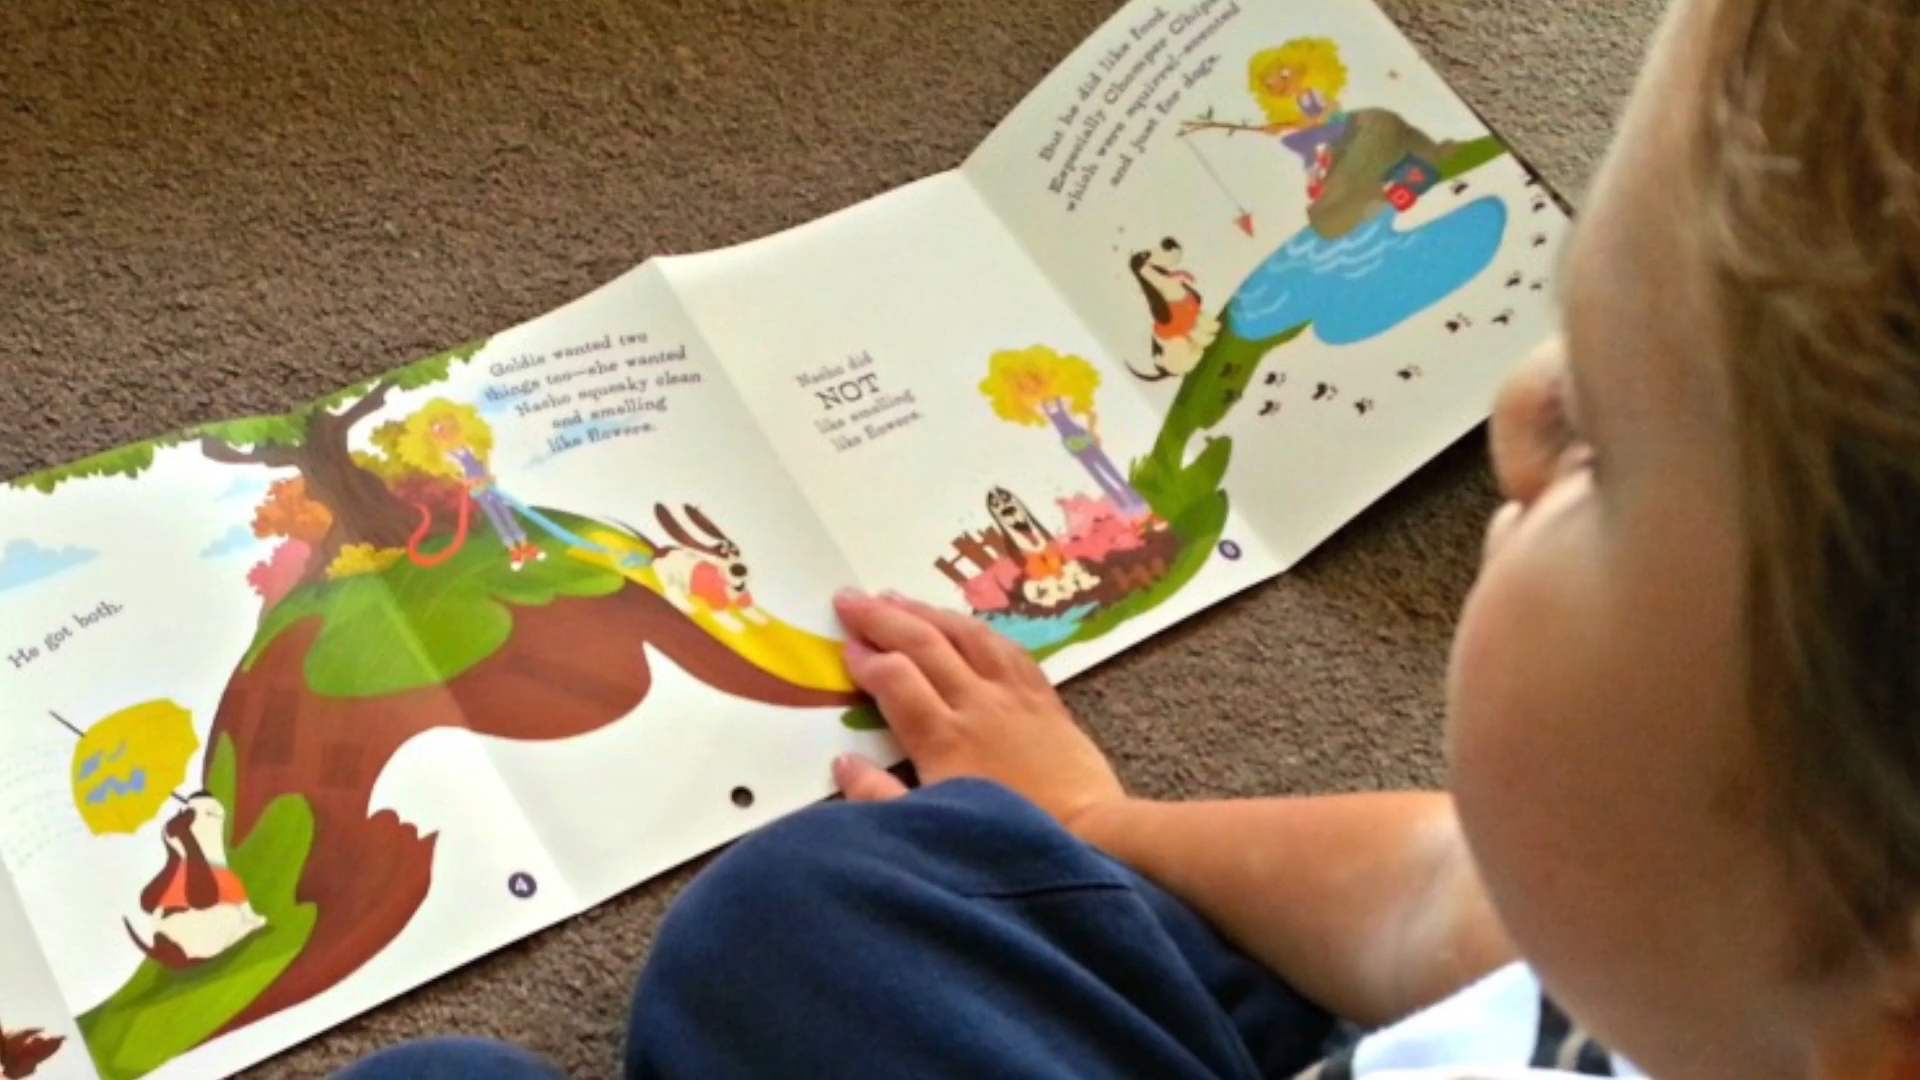 He got both.
Goldie wanted two
things too—she wanted
Nacho squeaky clean
and smelling
like flowers.
4
Nacho did
NOT
like smelling
like flowers.
But he did like food.
Especially Chomper Chips
which were squirrel-scented
and just for dogs.